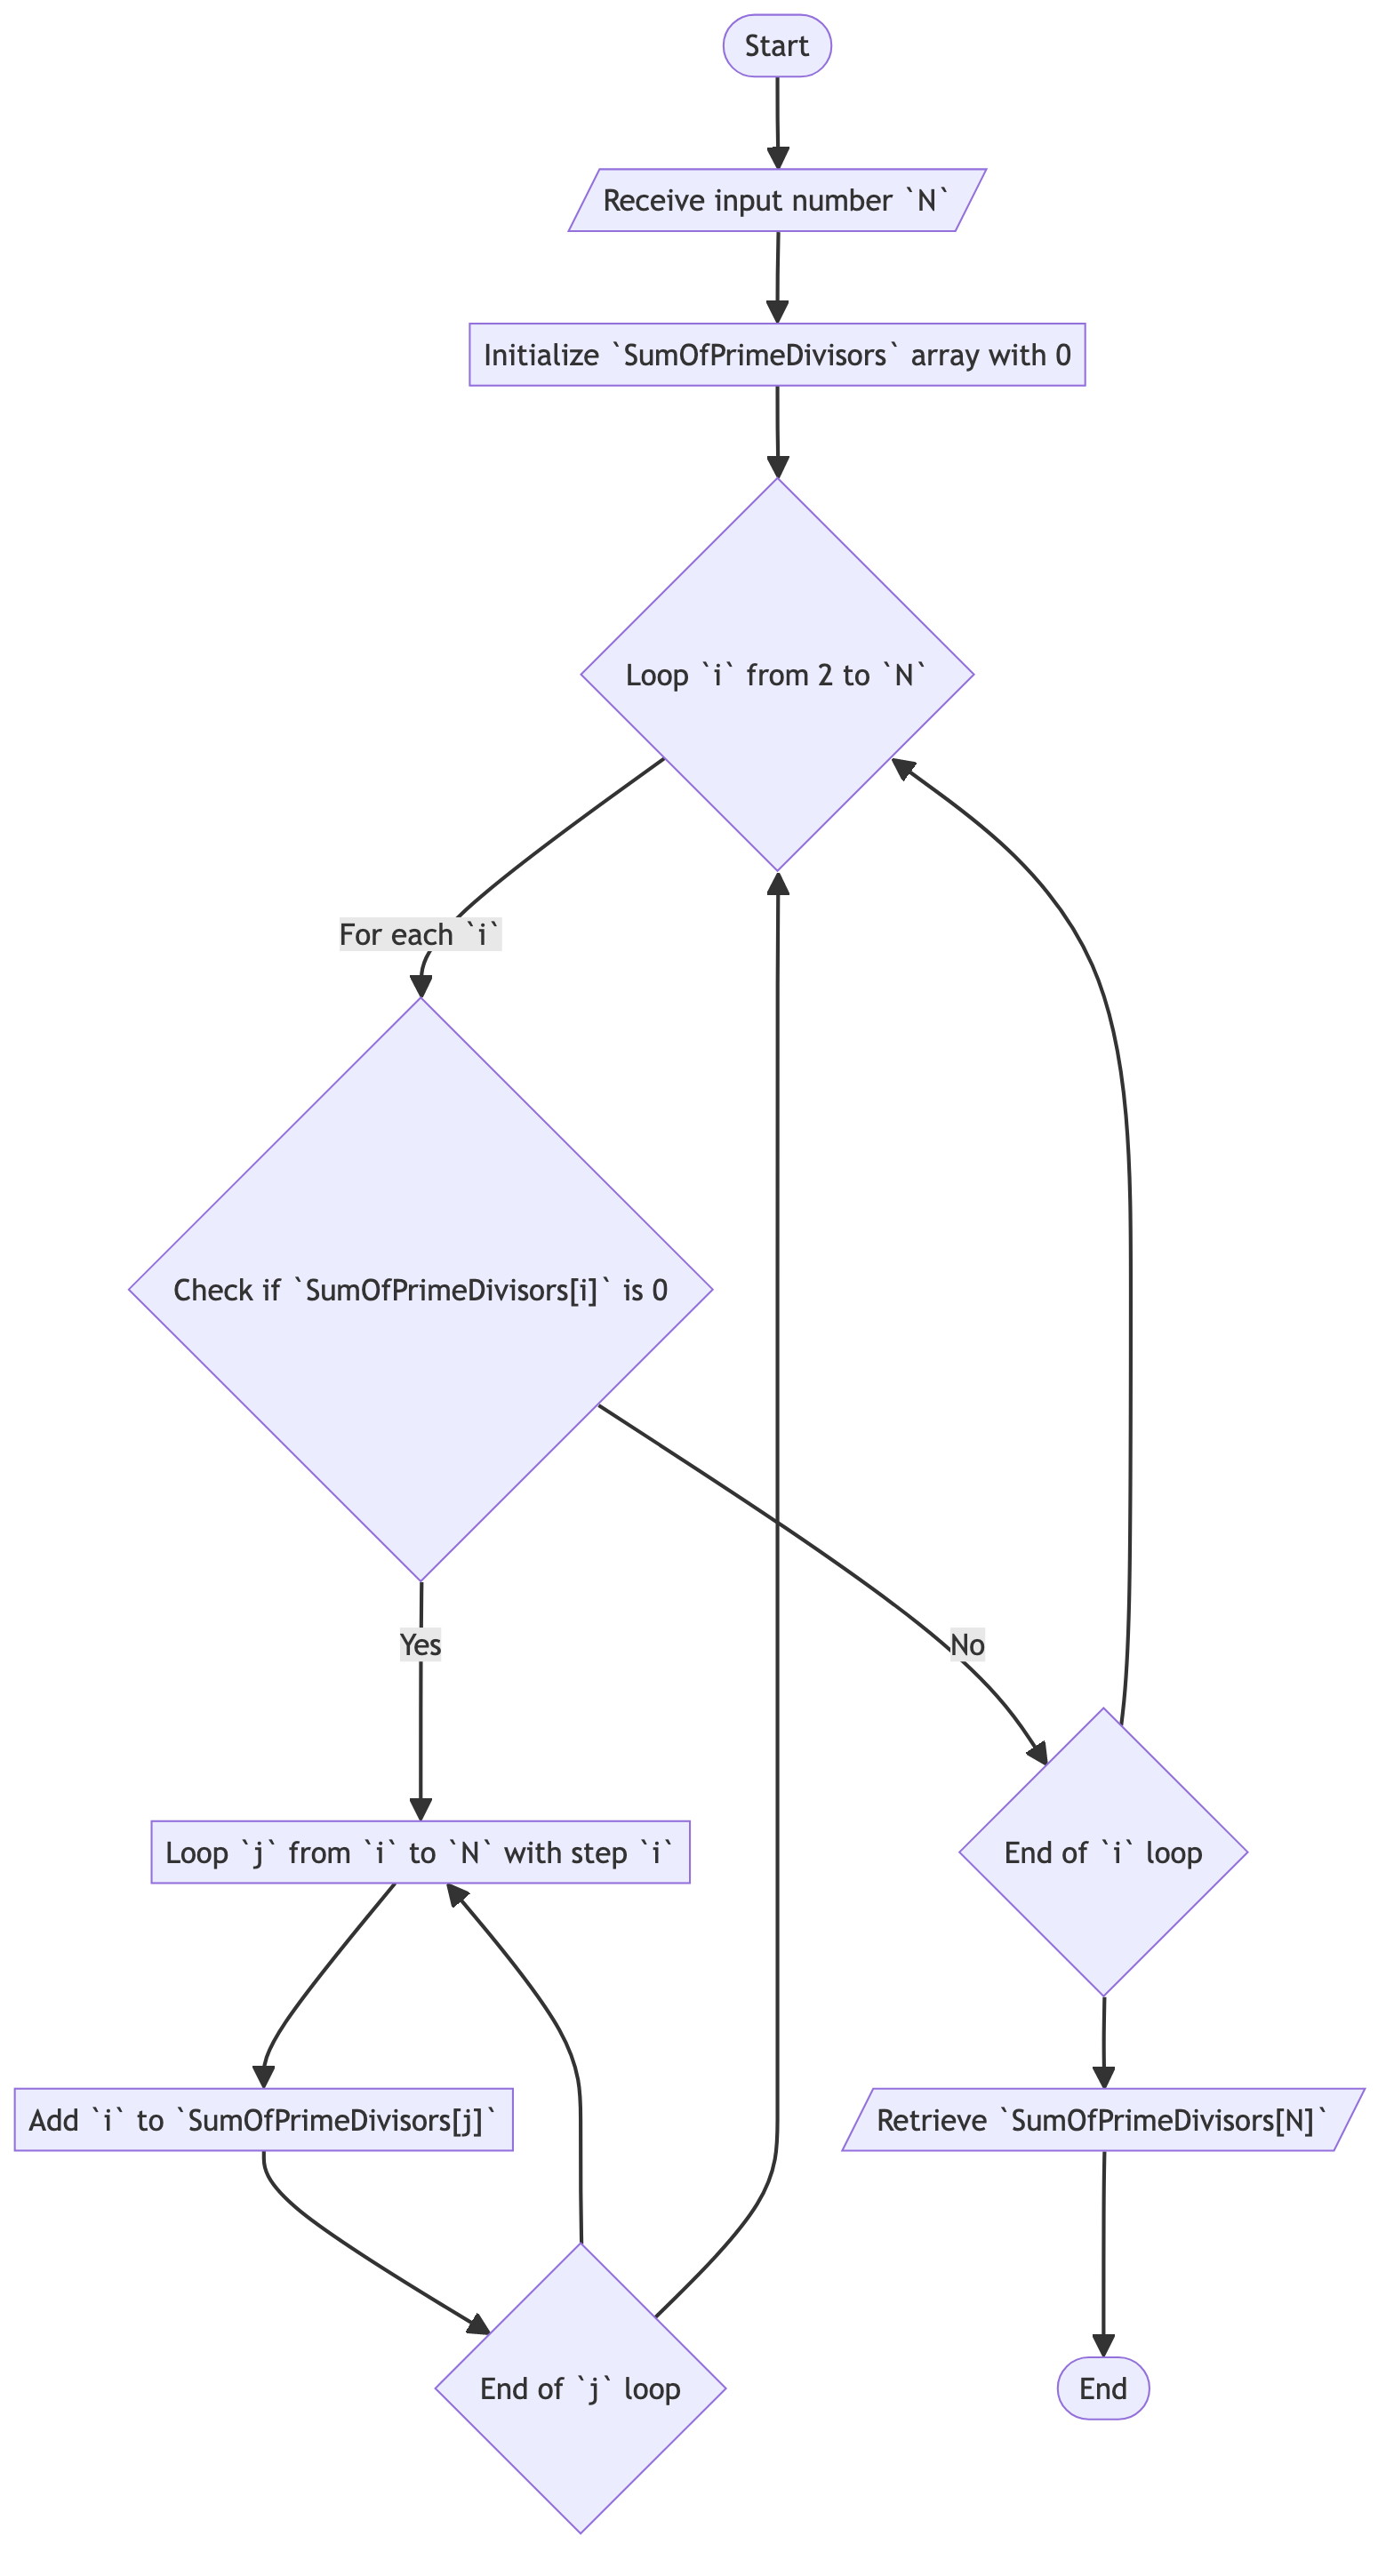 Start
Receive input number `N`
Initialize `SumOfPrimeDivisors` array with 0
Loop `i` from 2 to `N`
For each `i`
Check if `SumOfPrimeDivisors[i]` is 0
Yes
No
Loop `j` from `i` to `N` with step `i`
End of `i` loop
Add `i` to `SumOfPrimeDivisors[j]`
Retrieve `SumOfPrimeDivisors[N]`
End of `j` loop
End